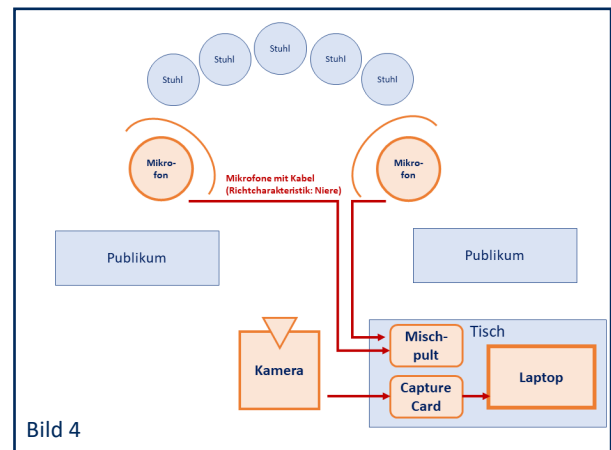 Stuhl
Stuhl
Stuhl
Stuhl
Stuhl
Mikro-
fon
Mikro-
fon
Mikrofone mit Kabel
(Richtcharakteristik: Niere)
Publikum
Publikum
Tisch
Misch-
pult
Kamera
Capture
Card
Laptop
Bild 4